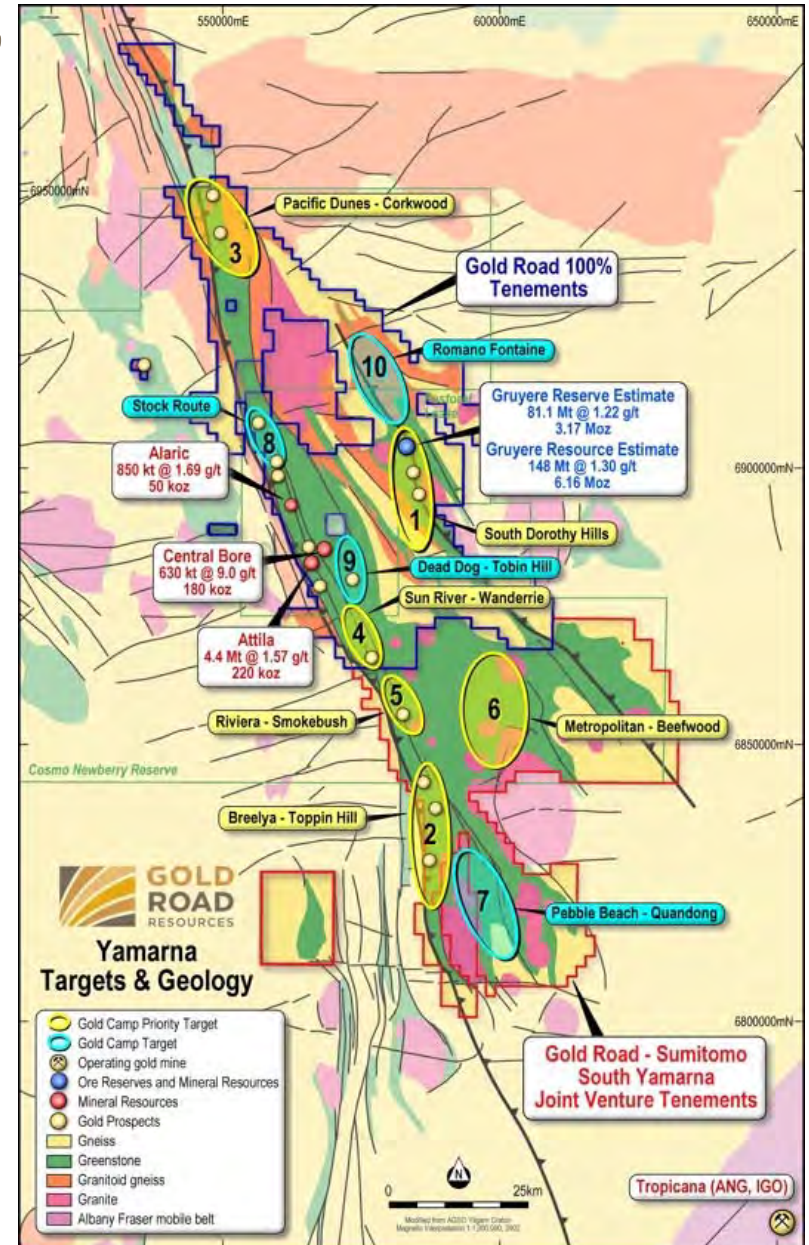 550000mE
600000mE
650000mE
6950000mN
Pacific Dunes - Corkwood
3
Gold Road 100%
Tenements
10
Romano Fontaine
Stock Route
8
Gruyere Reserve Estimate
81.1 Mt @ 1.22 g/t
3.17 Moz
Gruyere Resource Estimate
148 Mt @ 1.30 g/t
6.16 Moz
Alaric
850 kt @ 1.69 g/t
50 koz
6900000mN
1
South Dorothy Hills
Central Bore
630 kt @ 9.0 g/t
180 koz
9
Dead Dog - Tobin Hill
Sun River - Wanderrie
4
Attila
4.4 Mt @ 1.57 g/t
220 koz
5
6
Riviera - Smokebush
Metropolitan - Beefwood
6850000mN
Cosmo Newberry Reserve
Breelya - Toppin Hill
2
7
Pebble Beach - Quandong
GOLD
ROAD
RESOURCES
Yamarna
Targets & Geology
6800000mN
Gold Camp Priority Target
Gold Camp Target
Operating gold mine
Ore Reserves and Mineral Resources
Mineral Resources
Gold Prospects
Gneiss
Greenstone
Granitoid gneiss
Granite
Albany Fraser mobile belt
Gold Road - Sumitomo
South Yamarna
Joint Venture Tenements
N
0
25km
Modified from AGSO Yilgarn Craton
Tropicana (ANG, IGO)